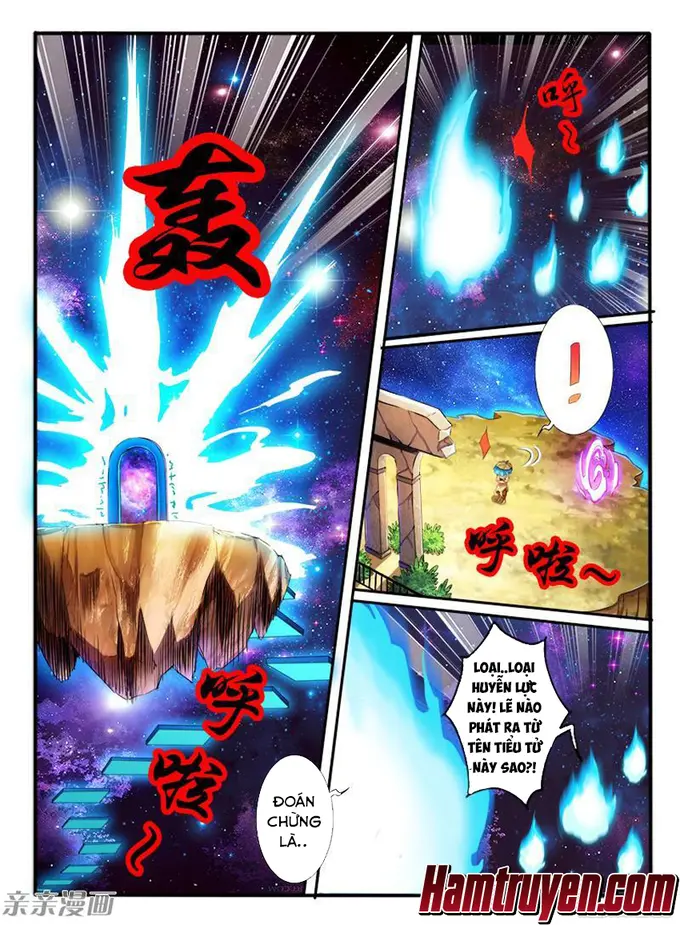 轰
呼啦～
ĐOÁN
CHỪNG
LÀ..
呼～
!
呼啦～
LOẠI..LOẠI
HUYỄN LỰC
NÀY! LẼ NÀO
PHÁT RA TỪ
TÊN TIỂU TỬ
NÀY SAO?!
亲亲漫画
Hamtruyen.com